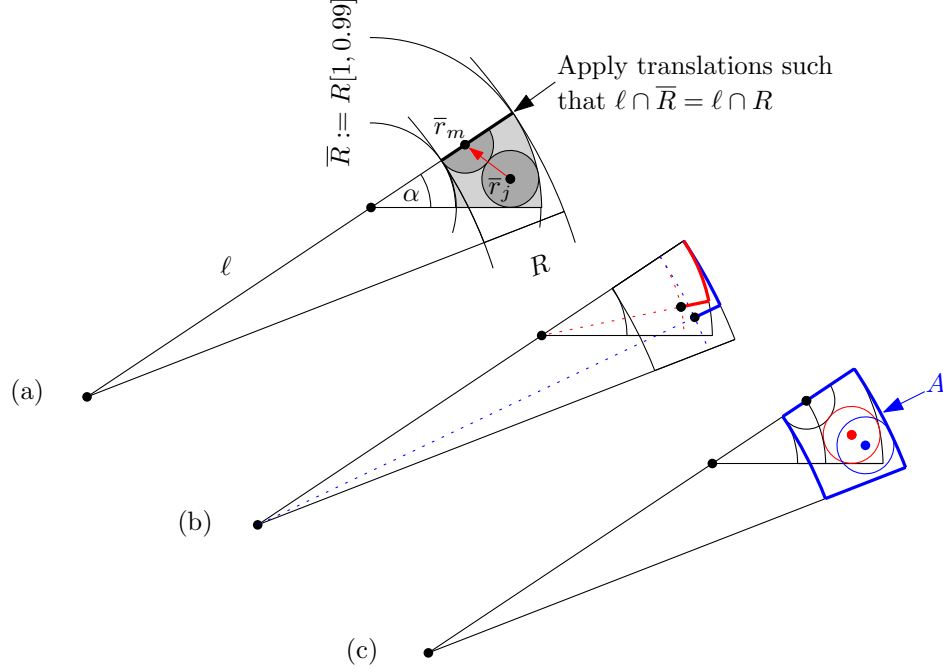 R̅ := R[1, 0.99]
Apply translations such
that ℓ ∩ R̅ = ℓ ∩ R
r̅ₘ
r̅ⱼ
α
ℓ
R
(a)
A
(b)
(c)